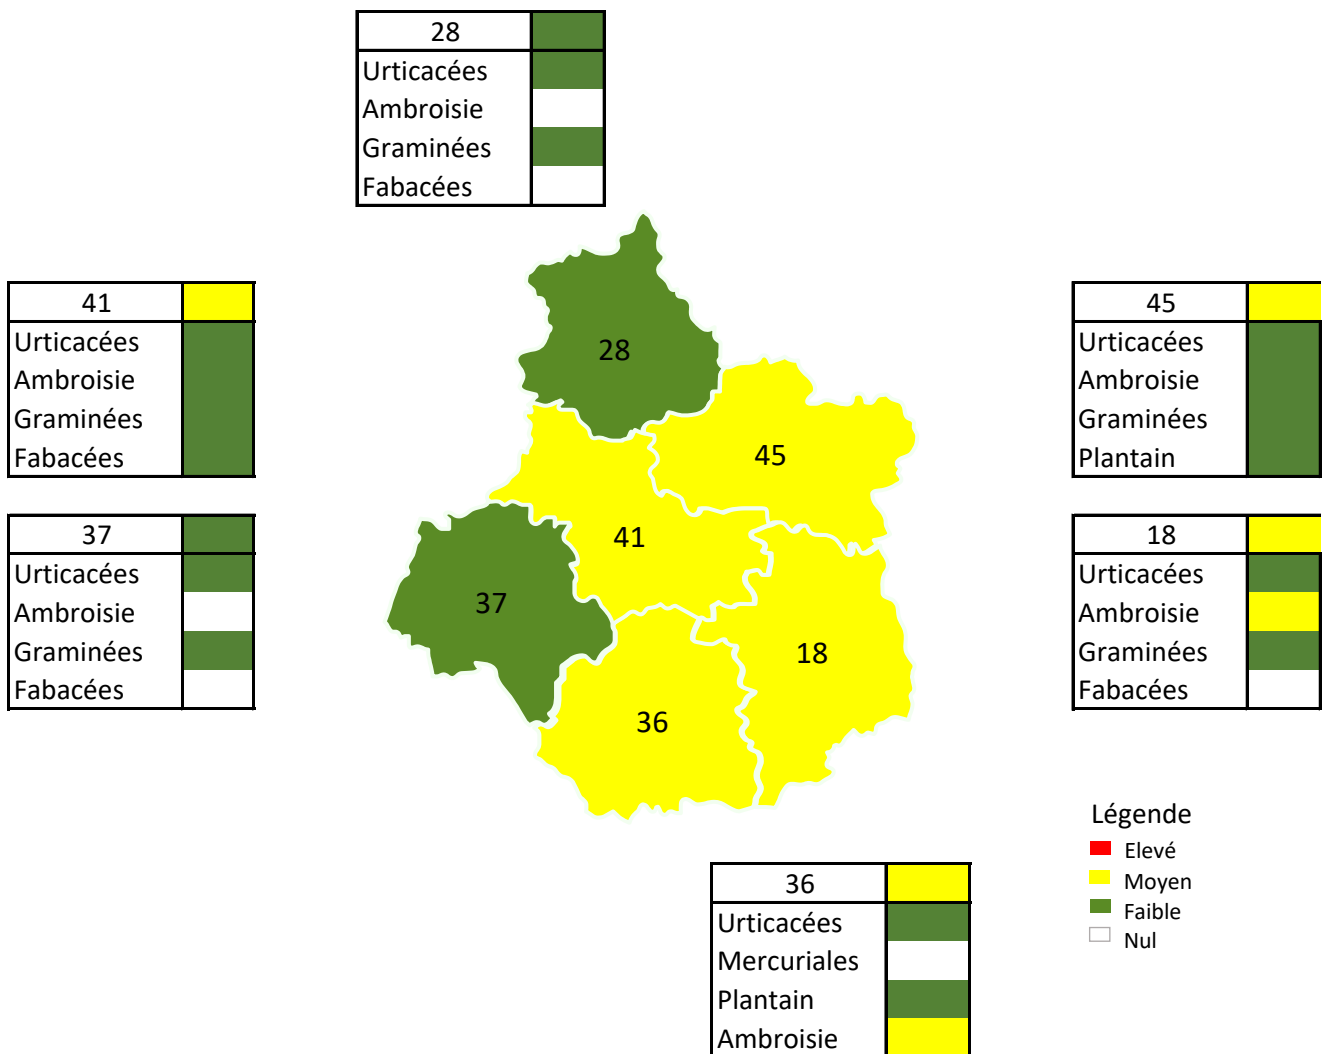 28
Urticacées
Ambroisie
Graminées
Fabacées
41
Urticacées
Ambroisie
Graminées
Fabacées
45
Urticacées
Ambroisie
Graminées
Plantain
37
Urticacées
Ambroisie
Graminées
Fabacées
18
Urticacées
Ambroisie
Graminées
Fabacées
28
45
41
37
18
36
Légende
Elevé
Moyen
Faible
Nul
36
Urticacées
Mercuriales
Plantain
Ambroisie